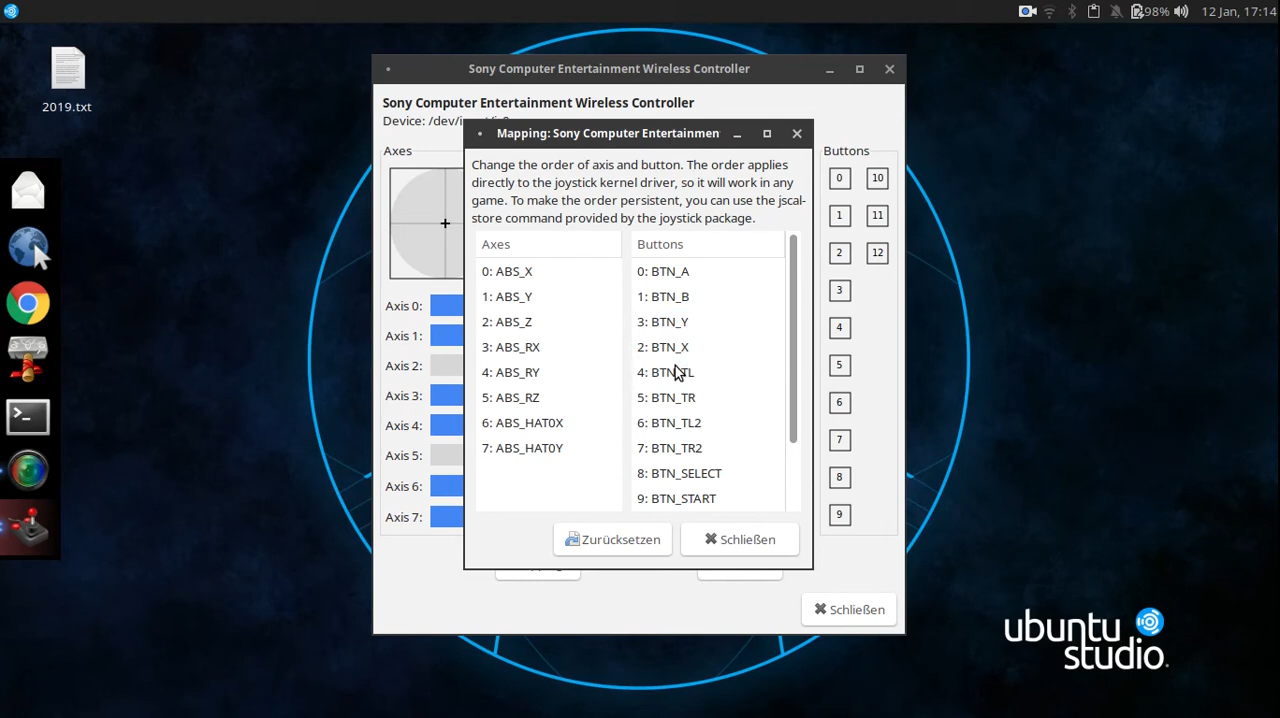 98%
12 Jan, 17:14
2019.txt
Sony Computer Entertainment Wireless Controller
Sony Computer Entertainment Wireless Controller
Device: /dev/in
Mapping: Sony Computer Entertainmen
Change the order of axis and button. The order applies
directly to the joystick kernel driver, so it will work in any
game. To make the order persistent, you can use the jscal-
store command provided by the joystick package.
Axes
Axis 0:
Axis 1:
Axis 2:
Axis 3:
Axis 4:
Axis 5:
Axis 6:
Axis 7:
Axes
0: ABS_X
1: ABS_Y
2: ABS_Z
3: ABS_RX
4: ABS_RY
5: ABS_RZ
6: ABS_HAT0X
7: ABS_HAT0Y
Buttons
0: BTN_A
1: BTN_B
3: BTN_Y
2: BTN_X
4: BTN_TL
5: BTN_TR
6: BTN_TL2
7: BTN_TR2
8: BTN_SELECT
9: BTN_START
Zurücksetzen
Schließen
Buttons
0 10
1 11
2 12
3
4
5
6
7
8
9
Schließen
ubuntu
studio